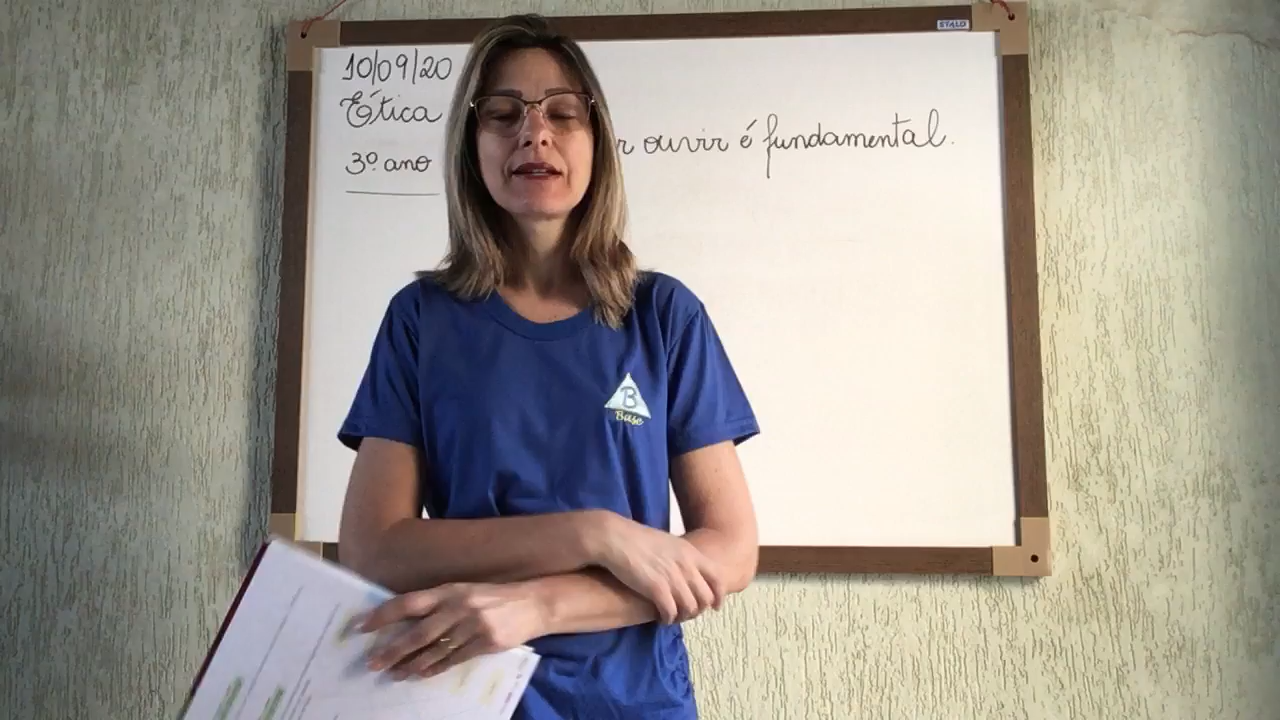 STALO
10/09/20
Ética
r ouvir é fundamental.
3º ano
B
Base